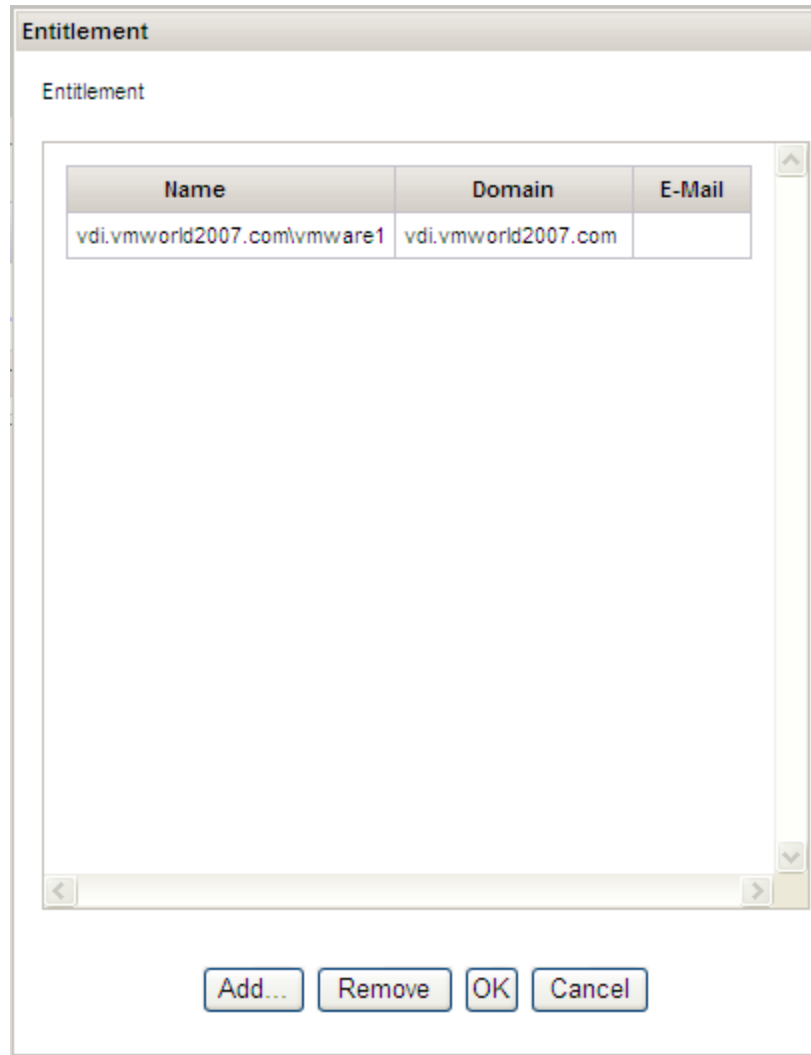 Entitlement
Entitlement
Name Domain E-Mail
vdi.vmworld2007.com\vmware1 vdi.vmworld2007.com
Add... Remove OK Cancel